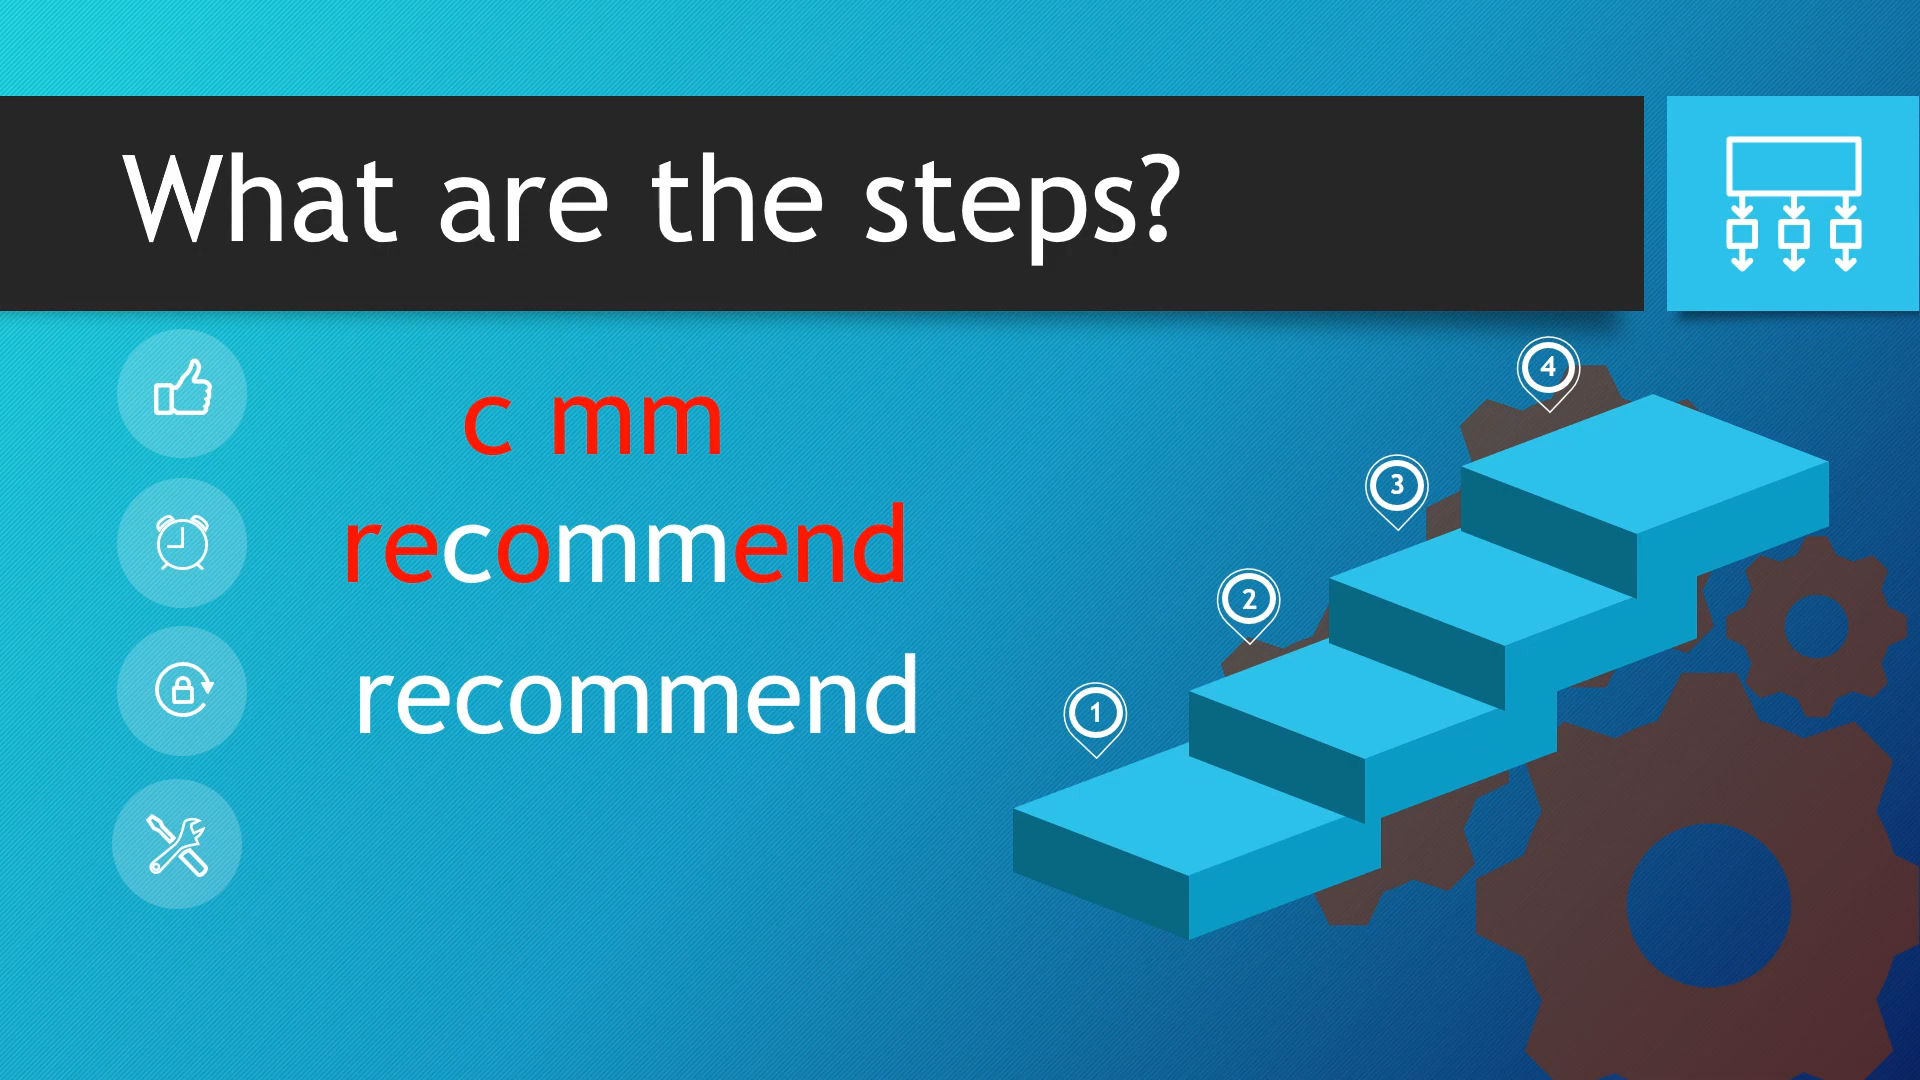 What are the steps?
c mm
recommend
recommend
4
3
2
1